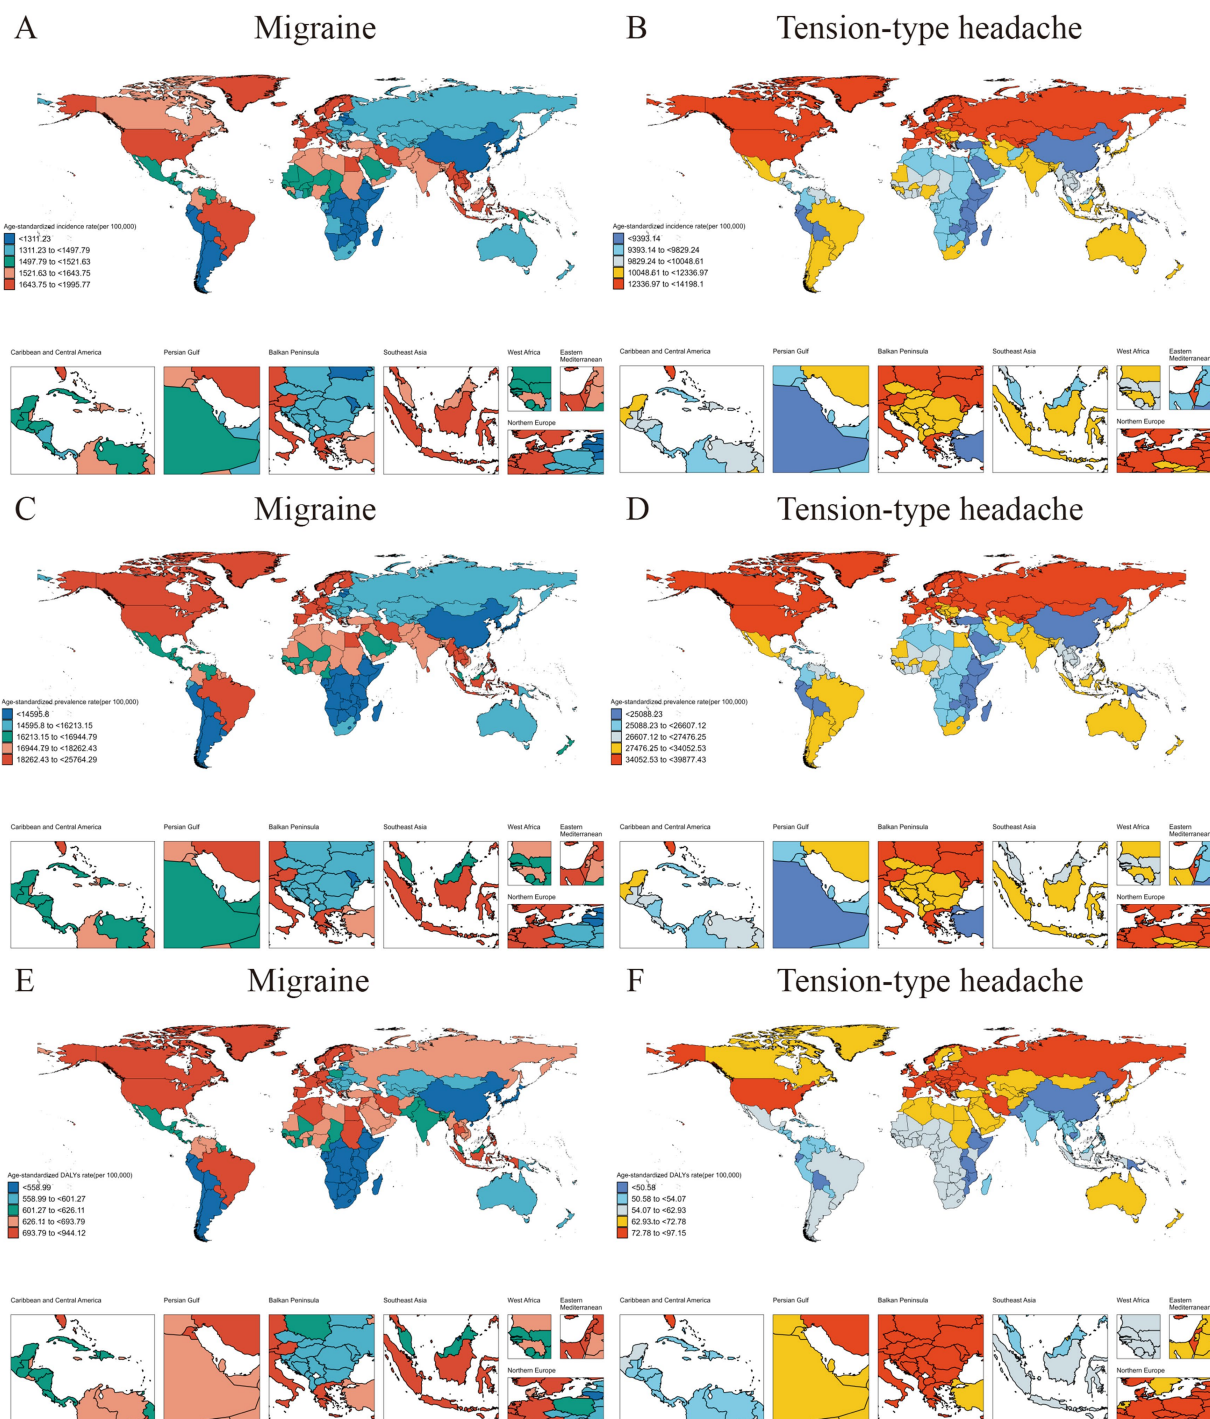 A
Migraine
B
Tension-type headache
Age-standardized incidence rate(per 100,000)
<1311.23
1311.23 to <1497.79
1497.79 to <1521.63
1521.63 to <1643.75
1643.75 to <1995.77
Age-standardized incidence rate(per 100,000)
<9393.14
9393.14 to <9829.24
9829.24 to <10048.61
10048.61 to <12336.97
12336.97 to <14198.1
Caribbean and Central America
Persian Gulf
Balkan Peninsula
Southeast Asia
West Africa
Eastern
Mediterranean
Northern Europe
Caribbean and Central America
Persian Gulf
Balkan Peninsula
Southeast Asia
West Africa
Eastern
Mediterranean
Northern Europe
C
Migraine
D
Tension-type headache
Age-standardized prevalence rate(per 100,000)
<14595.8
14595.8 to <16213.15
16213.15 to <16944.79
16944.79 to <18262.43
18262.43 to <25764.29
Age-standardized prevalence rate(per 100,000)
<25088.23
25088.23 to <26607.12
26607.12 to <27476.25
27476.25 to <34052.53
34052.53 to <39877.43
Caribbean and Central America
Persian Gulf
Balkan Peninsula
Southeast Asia
West Africa
Eastern
Mediterranean
Northern Europe
Caribbean and Central America
Persian Gulf
Balkan Peninsula
Southeast Asia
West Africa
Eastern
Mediterranean
Northern Europe
E
Migraine
F
Tension-type headache
Age-standardized DALYs rate(per 100,000)
<558.99
558.99 to <601.27
601.27 to <626.11
626.11 to <693.79
693.79 to <944.12
Age-standardized DALYs rate(per 100,000)
<50.58
50.58 to <54.07
54.07 to <62.93
62.93 to <72.78
72.78 to <97.15
Caribbean and Central America
Persian Gulf
Balkan Peninsula
Southeast Asia
West Africa
Eastern
Mediterranean
Northern Europe
Caribbean and Central America
Persian Gulf
Balkan Peninsula
Southeast Asia
West Africa
Eastern
Mediterranean
Northern Europe